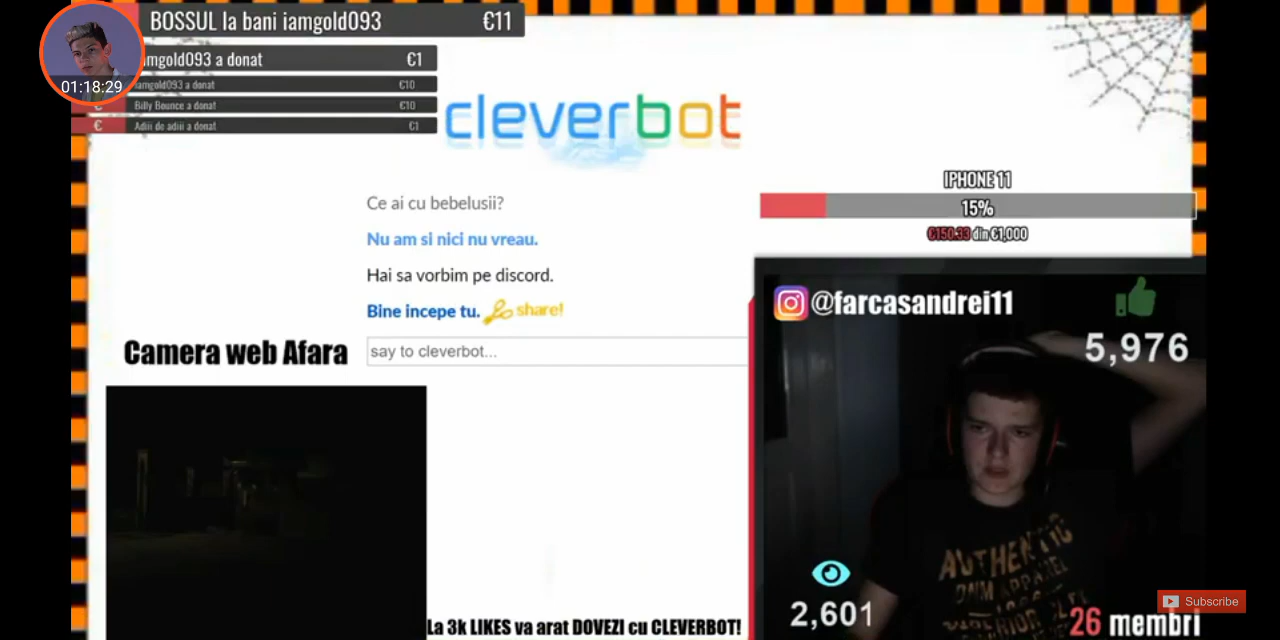 BOSSUL la bani iamgold093 €11
iamgold093 a donat €1
iamgold093 a donat €10
€ Billy Bounce a donat €10
€ Adiii de adiii a donat €1
01:18:29
cleverbot
Ce ai cu bebelusii?
Nu am si nici nu vreau.
Hai sa vorbim pe discord.
Bine incepe tu. share!
say to cleverbot...
IPHONE 11
15%
€150.33 din €1,000
@farcasandrei11
5,976
Camera web Afara
AUTHENTIC
DNM APPAREL
2,601
Subscribe
26 membri
La 3k LIKES va arat DOVEZI cu CLEVERBOT!